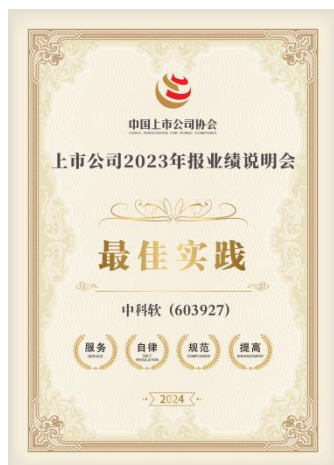 中国上市公司协会
CHINA ASSOCIATION FOR PUBLIC COMPANIES
上市公司2023年报业绩说明会
最佳实践
中科软（603927）
服务 自律 规范 提高
SERVICE SELF REGULATION COMPLIANCE ENHANCEMENT
2024